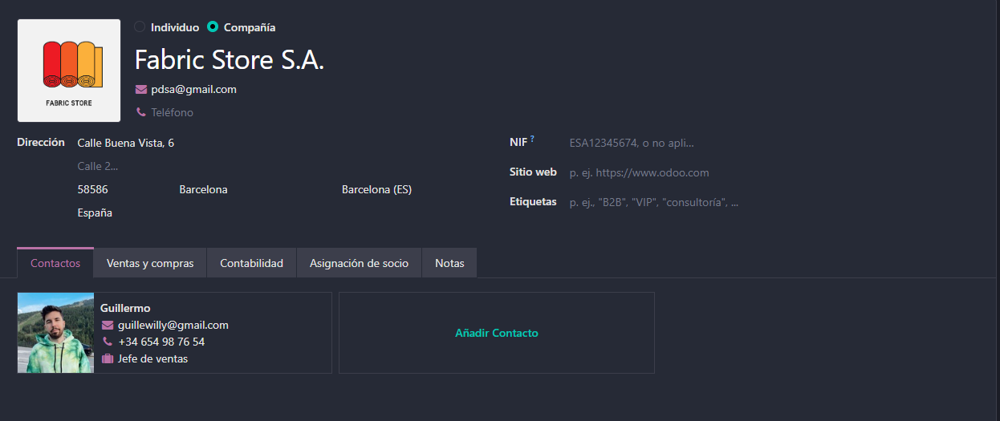 Individuo Compañía
Fabric Store S.A.
FABRIC STORE
pdsa@gmail.com
Teléfono
Dirección Calle Buena Vista, 6
Calle 2...
58586 Barcelona Barcelona (ES)
España
NIF ? ESA12345674, o no apli...
Sitio web p. ej. https://www.odoo.com
Etiquetas p. ej., "B2B", "VIP", "consultoría", ...
Contactos Ventas y compras Contabilidad Asignación de socio Notas
Guillermo
guillewilly@gmail.com
+34 654 98 76 54
Jefe de ventas
Añadir Contacto